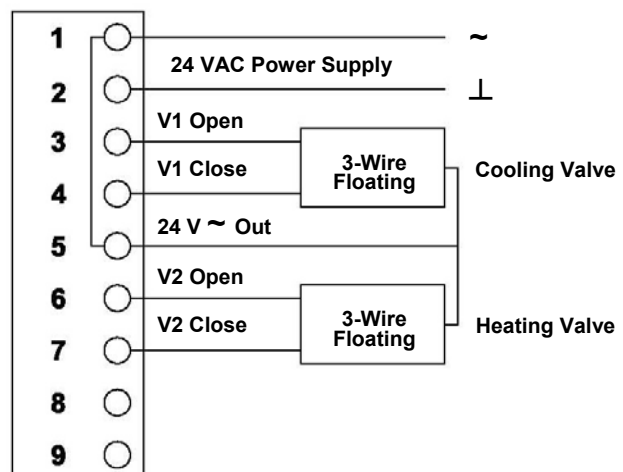 1 ~
24 VAC Power Supply
2 ⊥
V1 Open
3
3-Wire
Floating
V1 Close
Cooling Valve
4
24 V ~ Out
5
V2 Open
6
3-Wire
Floating
V2 Close
Heating Valve
7
8
9